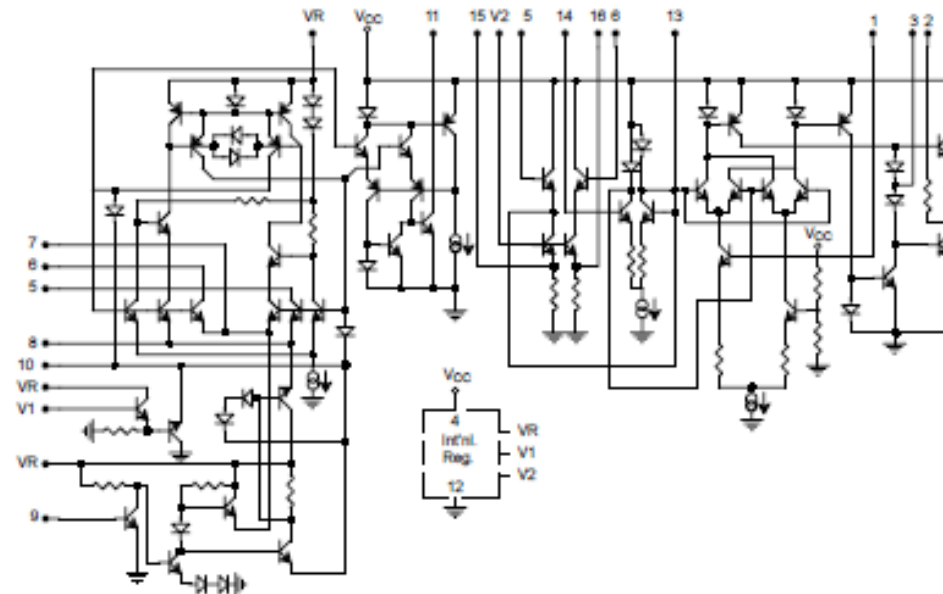 VR VCC 11 15 V2 5 14 16 6 13 1 3 2
VCC
7
6
5
8
10
VR
V1
VR
9
VCC
4
Int'nl.
Reg.
12
VR
V1
V2